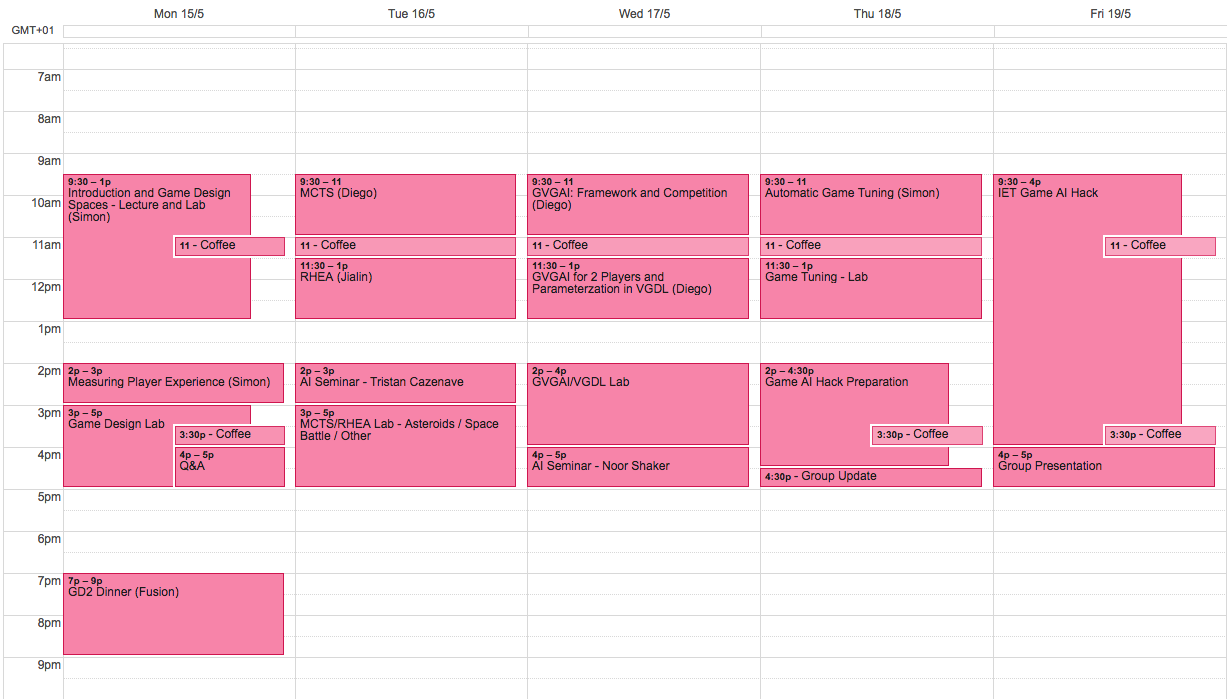 Mon 15/5
Tue 16/5
Wed 17/5
Thu 18/5
Fri 19/5
GMT+01
7am
8am
9am
10am
11am
12pm
1pm
2pm
3pm
4pm
5pm
6pm
7pm
8pm
9pm
9:30 – 1p
Introduction and Game Design
Spaces - Lecture and Lab
(Simon)
11 - Coffee
2p – 3p
Measuring Player Experience (Simon)
3p – 5p
Game Design Lab
3:30p - Coffee
4p – 5p
Q&A
7p – 9p
GD2 Dinner (Fusion)
9:30 – 11
MCTS (Diego)
11 - Coffee
11:30 – 1p
RHEA (Jialin)
2p – 3p
AI Seminar - Tristan Cazenave
3p – 5p
MCTS/RHEA Lab - Asteroids / Space
Battle / Other
9:30 – 11
GVGAI: Framework and Competition
(Diego)
11 - Coffee
11:30 – 1p
GVGAI for 2 Players and
Parameterzation in VGDL (Diego)
2p – 4p
GVGAI/VGDL Lab
4p – 5p
AI Seminar - Noor Shaker
9:30 – 11
Automatic Game Tuning (Simon)
11 - Coffee
11:30 – 1p
Game Tuning - Lab
2p – 4:30p
Game AI Hack Preparation
3:30p - Coffee
4:30p - Group Update
9:30 – 4p
IET Game AI Hack
11 - Coffee
3:30p - Coffee
4p – 5p
Group Presentation